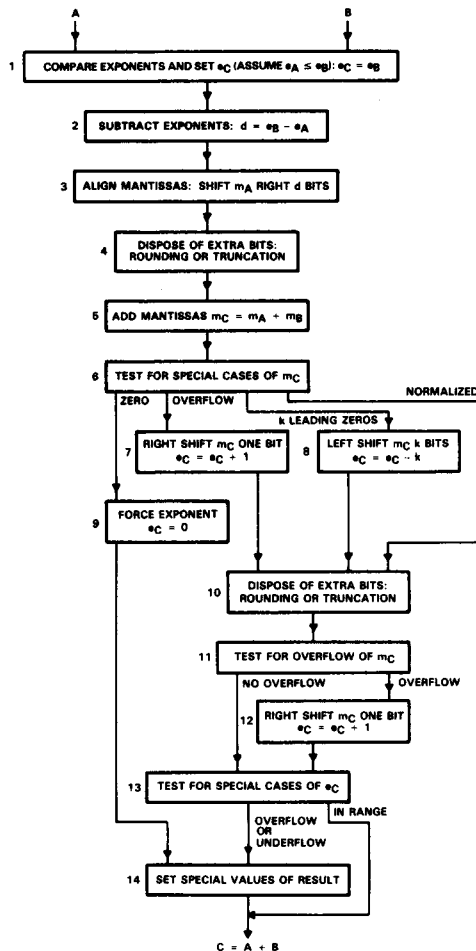 A B
1 COMPARE EXPONENTS AND SET eC (ASSUME eA ≤ eB): eC = eB
2 SUBTRACT EXPONENTS: d = eB − eA
3 ALIGN MANTISSAS: SHIFT mA RIGHT d BITS
4 DISPOSE OF EXTRA BITS:
ROUNDING OR TRUNCATION
5 ADD MANTISSAS mC = mA + mB
6 TEST FOR SPECIAL CASES OF mC
NORMALIZED
ZERO OVERFLOW
k LEADING ZEROS
7 RIGHT SHIFT mC ONE BIT
eC = eC + 1
8 LEFT SHIFT mC k BITS
eC = eC − k
9 FORCE EXPONENT
eC = 0
10 DISPOSE OF EXTRA BITS:
ROUNDING OR TRUNCATION
11 TEST FOR OVERFLOW OF mC
NO OVERFLOW OVERFLOW
12 RIGHT SHIFT mC ONE BIT
eC = eC + 1
13 TEST FOR SPECIAL CASES OF eC
IN RANGE
OVERFLOW
OR
UNDERFLOW
14 SET SPECIAL VALUES OF RESULT
C = A + B